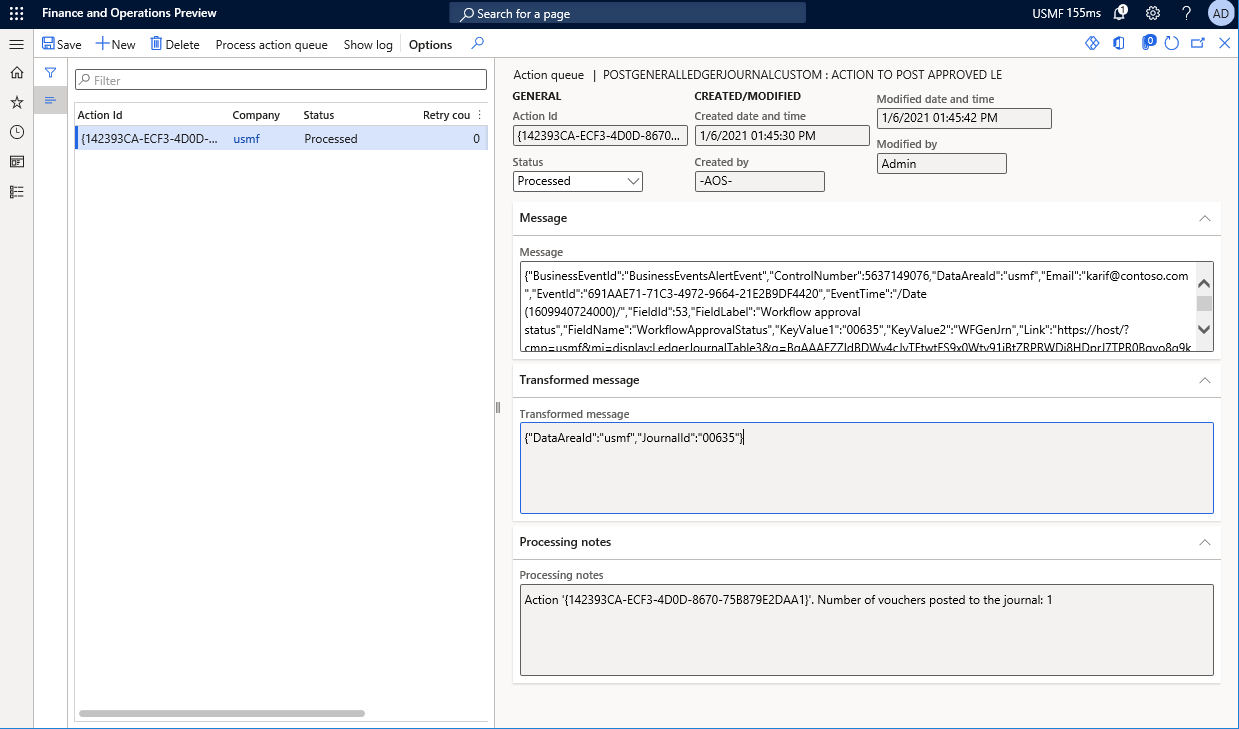 Finance and Operations Preview
Search for a page
USMF 155ms
1
?
AD
Save
New
Delete
Process action queue
Show log
Options
0
Filter
Action Id
Company
Status
Retry cou
{142393CA-ECF3-4D0D-...
usmf
Processed
0
Action queue | POSTGENERALLEDGERJOURNALCUSTOM : ACTION TO POST APPROVED LE
GENERAL
Action Id
{142393CA-ECF3-4D0D-8670...
Status
Processed
CREATED/MODIFIED
Created date and time
1/6/2021 01:45:30 PM
Created by
-AOS-
Modified date and time
1/6/2021 01:45:42 PM
Modified by
Admin
Message
Message
{"BusinessEventId":"BusinessEventsAlertEvent","ControlNumber":5637149076,"DataAreaId":"usmf","Email":"karif@contoso.com
","EventId":"691AAE71-71C3-4972-9664-21E2B9DF4420","EventTime":"/Date
(1609940724000)/","FieldId":53,"FieldLabel":"Workflow approval
status","FieldName":"WorkflowApprovalStatus","KeyValue1":"00635","KeyValue2":"WFGenJrn","Link":"https://host/?
Transformed message
Transformed message
{"DataAreaId":"usmf","JournalId":"00635"}
Processing notes
Processing notes
Action '{142393CA-ECF3-4D0D-8670-75B879E2DAA1}'. Number of vouchers posted to the journal: 1